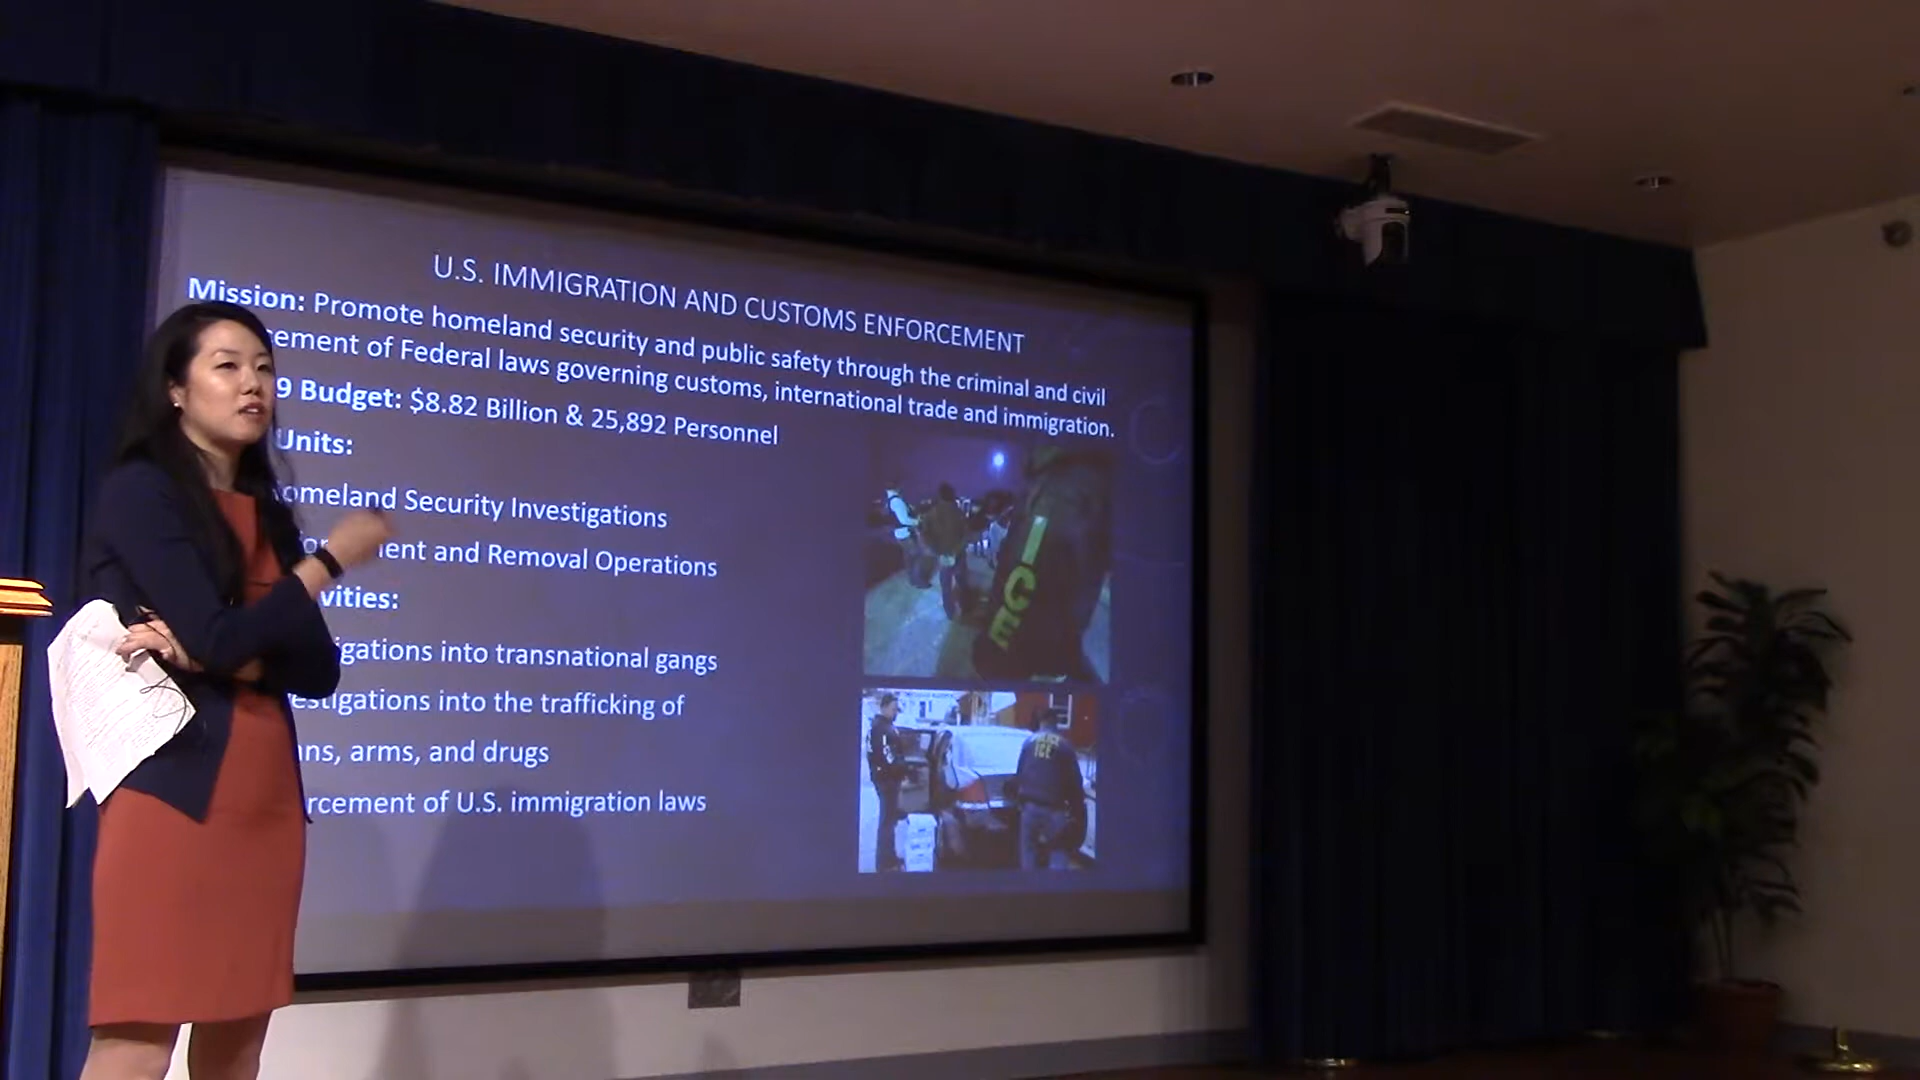 U.S. IMMIGRATION AND CUSTOMS ENFORCEMENT
Mission: Promote homeland security and public safety through the criminal and civil
ement of Federal laws governing customs, international trade and immigration.
9 Budget: $8.82 Billion & 25,892 Personnel
Units:
omeland Security Investigations
ent and Removal Operations
vities:
igations into transnational gangs
estigations into the trafficking of
ns, arms, and drugs
rcement of U.S. immigration laws
ICE
POLICE
ICE